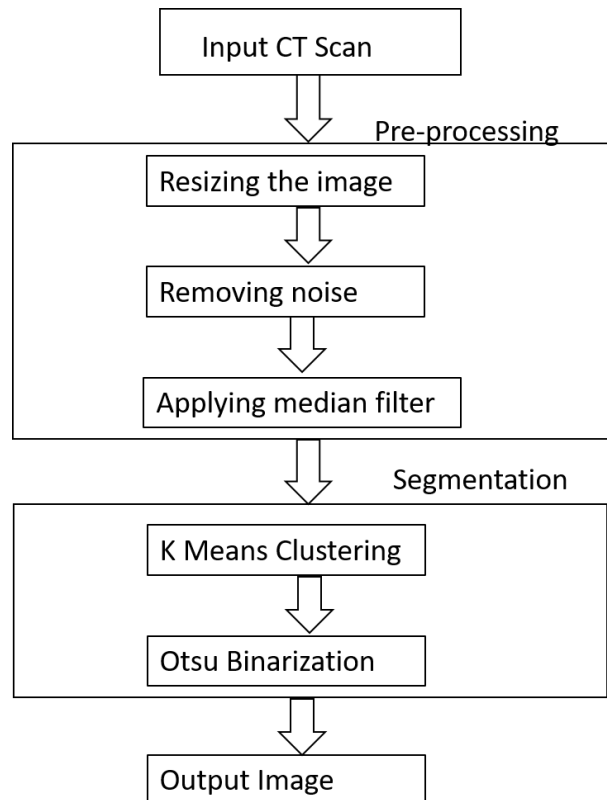 Input CT Scan
Pre-processing
Resizing the image
Removing noise
Applying median filter
Segmentation
K Means Clustering
Otsu Binarization
Output Image